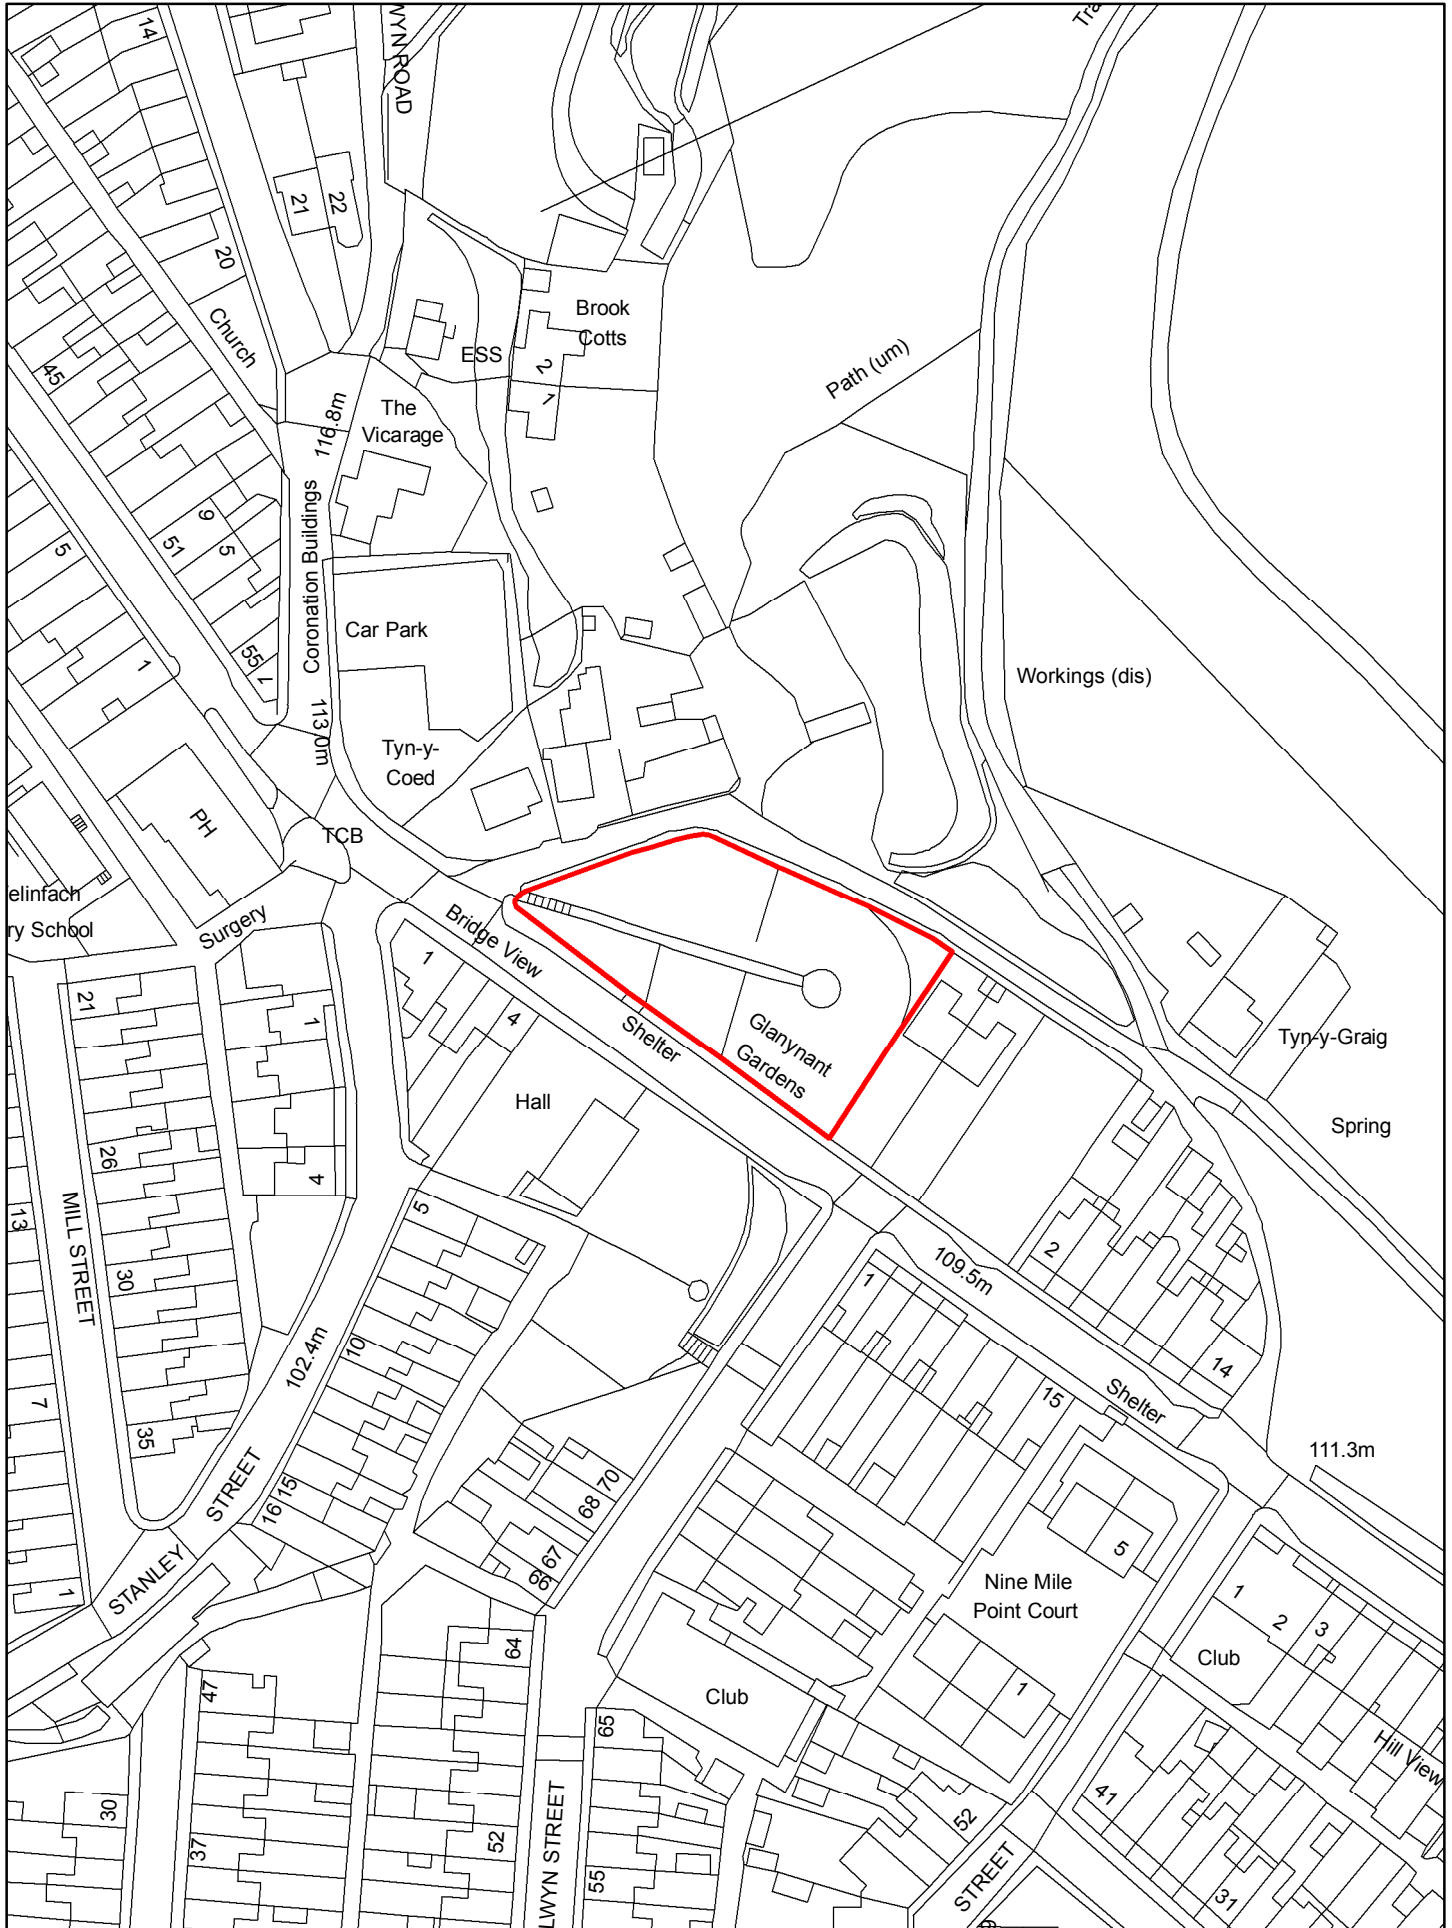 14
WYN ROAD
Tra
21
22
20
Church
Brook
Cotts
ESS
2
1
Path (um)
45
116.8m
The
Vicarage
9
5
51
5
Coronation Buildings
Car Park
1
55
7
Workings (dis)
113.0m
Tyn-y-
Coed
PH
TCB
elinfach
ry School
Surgery
Bridge View
1
4
Shelter
Glanynant
Gardens
21
1
Tyn-y-Graig
Hall
Spring
26
4
MILL STREET
13
5
30
109.5m
2
1
102.4m
10
14
7
15
Shelter
35
111.3m
STREET
15
16
70
68
67
66
5
STANLEY
1
Nine Mile
Point Court
1
2
3
Club
64
47
Club
1
65
Hill View
30
37
52
LWYN STREET
55
52
41
STREET
31